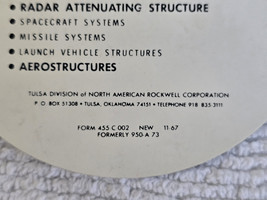 • RADAR ATTENUATING STRUCTURE
• SPACECRAFT SYSTEMS
• MISSILE SYSTEMS
• LAUNCH VEHICLE STRUCTURES
• AEROSTRUCTURES
TULSA DIVISION of NORTH AMERICAN ROCKWELL CORPORATION
P. O. BOX 51308 • TULSA, OKLAHOMA 74151 • TELEPHONE 918 835-3111
FORM 455-C 002 NEW 11-67
FORMERLY 950-A 73